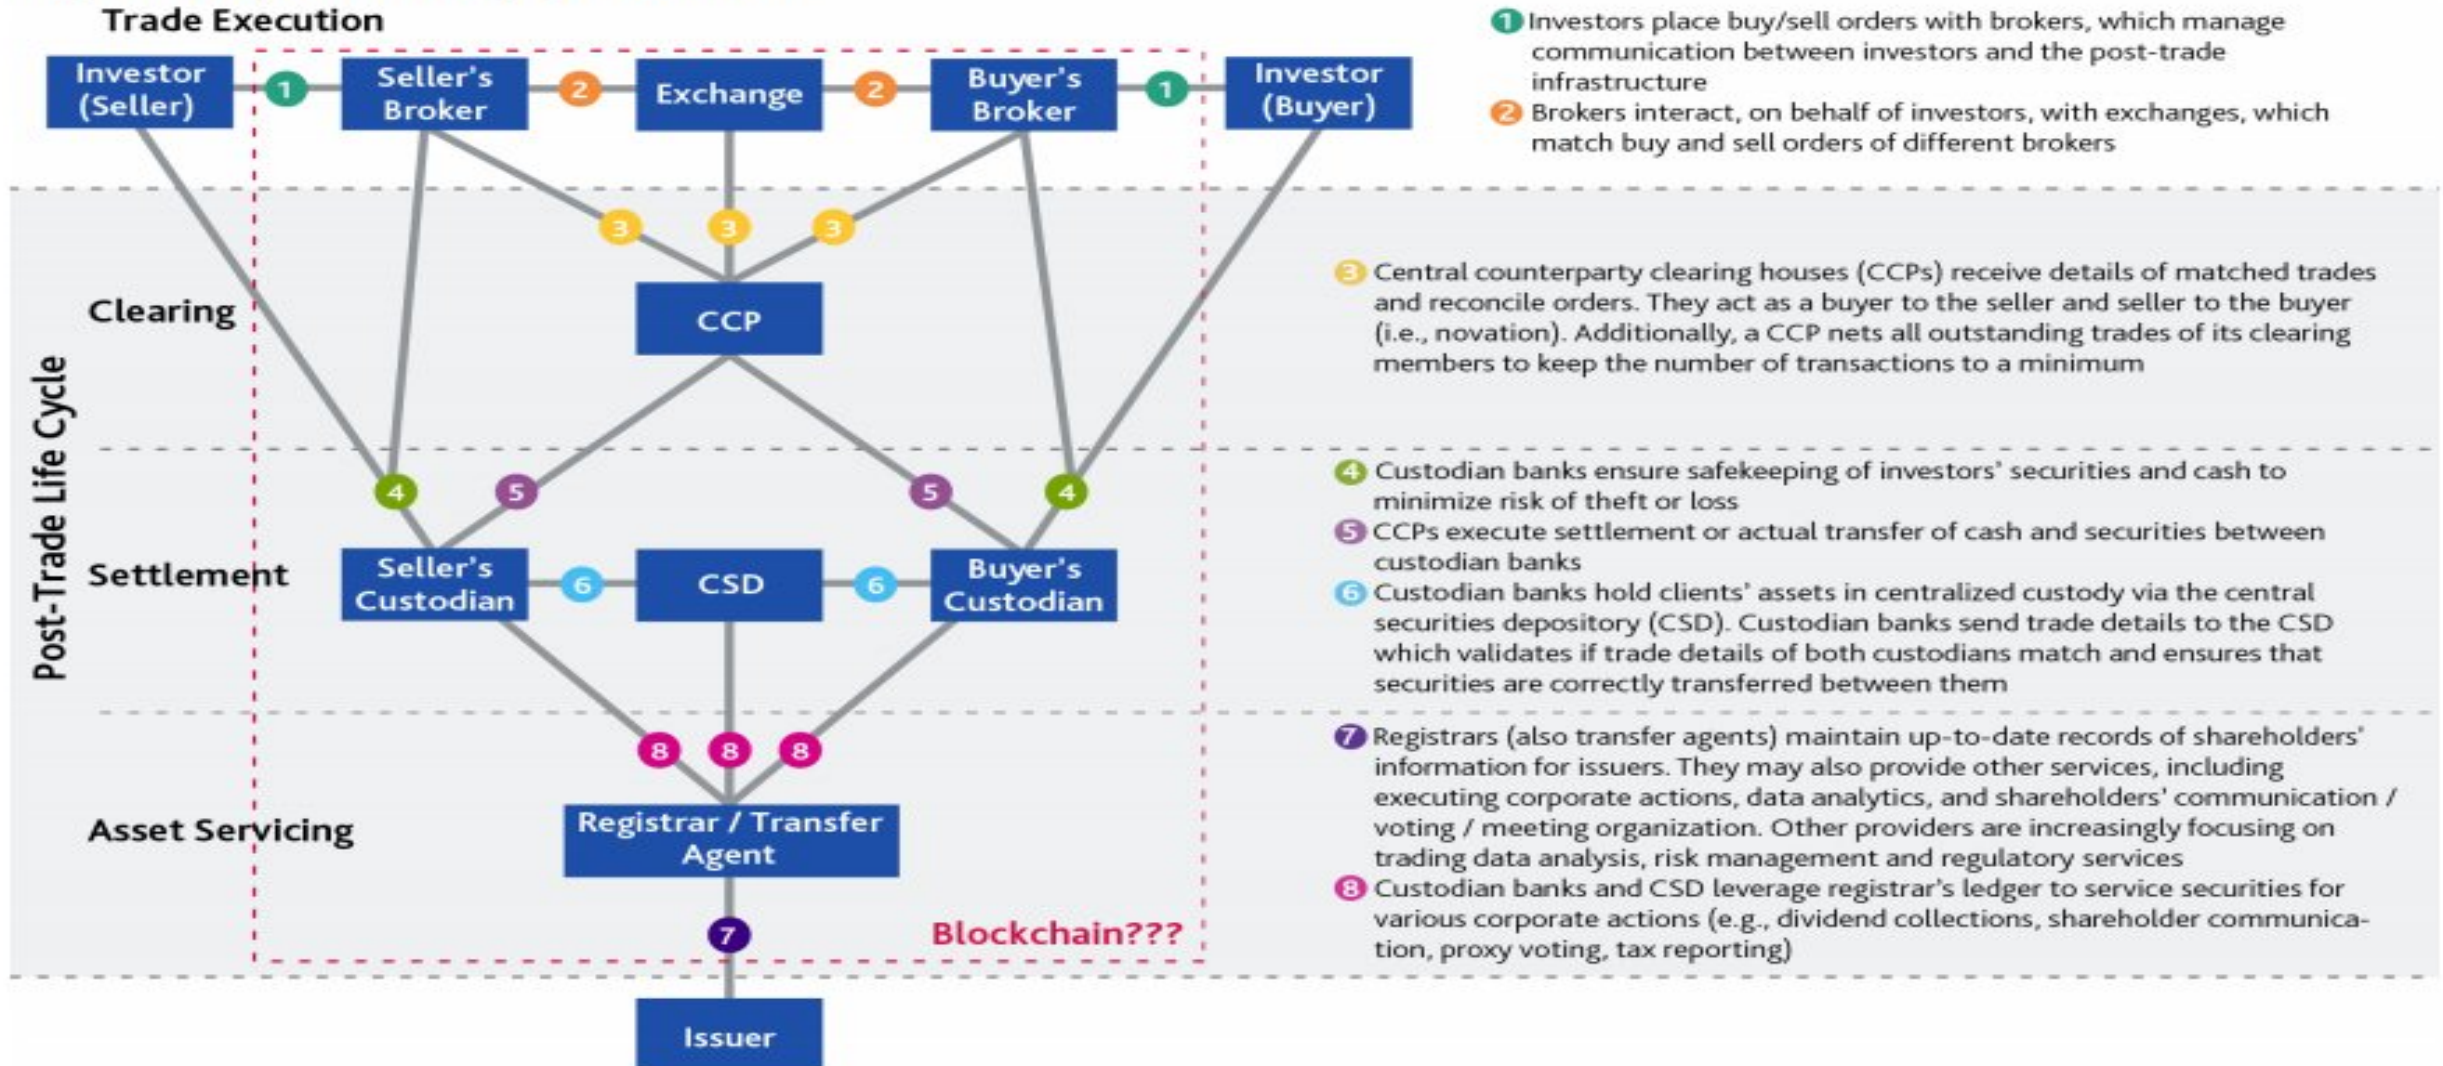 Trade Execution
Investor
(Seller)
1
Seller's
Broker
2
Exchange
2
Buyer's
Broker
1
Investor
(Buyer)
1 Investors place buy/sell orders with brokers, which manage
communication between investors and the post-trade
infrastructure
2 Brokers interact, on behalf of investors, with exchanges, which
match buy and sell orders of different brokers
Post-Trade Life Cycle
Clearing
3
3
3
CCP
3 Central counterparty clearing houses (CCPs) receive details of matched trades
and reconcile orders. They act as a buyer to the seller and seller to the buyer
(i.e., novation). Additionally, a CCP nets all outstanding trades of its clearing
members to keep the number of transactions to a minimum
Settlement
4
5
5
4
Seller's
Custodian
6
CSD
6
Buyer's
Custodian
4 Custodian banks ensure safekeeping of investors' securities and cash to
minimize risk of theft or loss
5 CCPs execute settlement or actual transfer of cash and securities between
custodian banks
6 Custodian banks hold clients' assets in centralized custody via the central
securities depository (CSD). Custodian banks send trade details to the CSD
which validates if trade details of both custodians match and ensures that
securities are correctly transferred between them
Asset Servicing
8
8
8
Registrar / Transfer
Agent
7
Blockchain???
7 Registrars (also transfer agents) maintain up-to-date records of shareholders'
information for issuers. They may also provide other services, including
executing corporate actions, data analytics, and shareholders' communication /
voting / meeting organization. Other providers are increasingly focusing on
trading data analysis, risk management and regulatory services
8 Custodian banks and CSD leverage registrar's ledger to service securities for
various corporate actions (e.g., dividend collections, shareholder communica-
tion, proxy voting, tax reporting)
Issuer